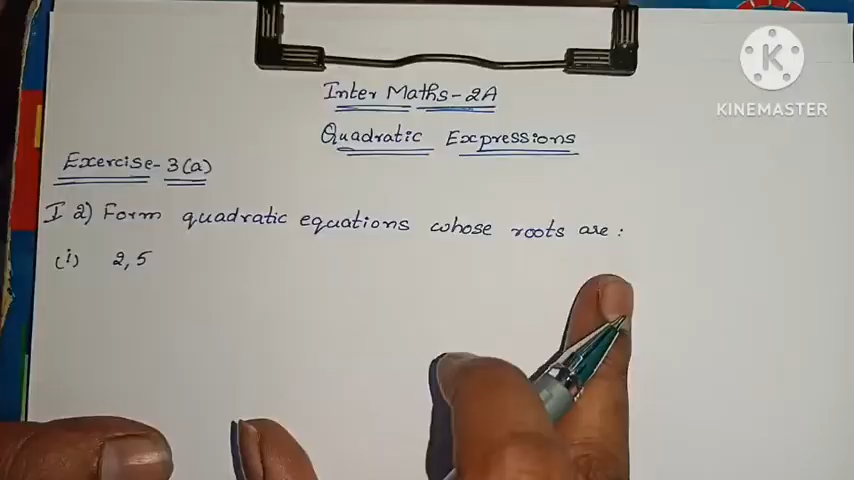 Inter Maths-2A
K
KINEMASTER
Quadratic Expressions
Exercise-3(a)
I 2) Form quadratic equations whose roots are :
(i) 2,5